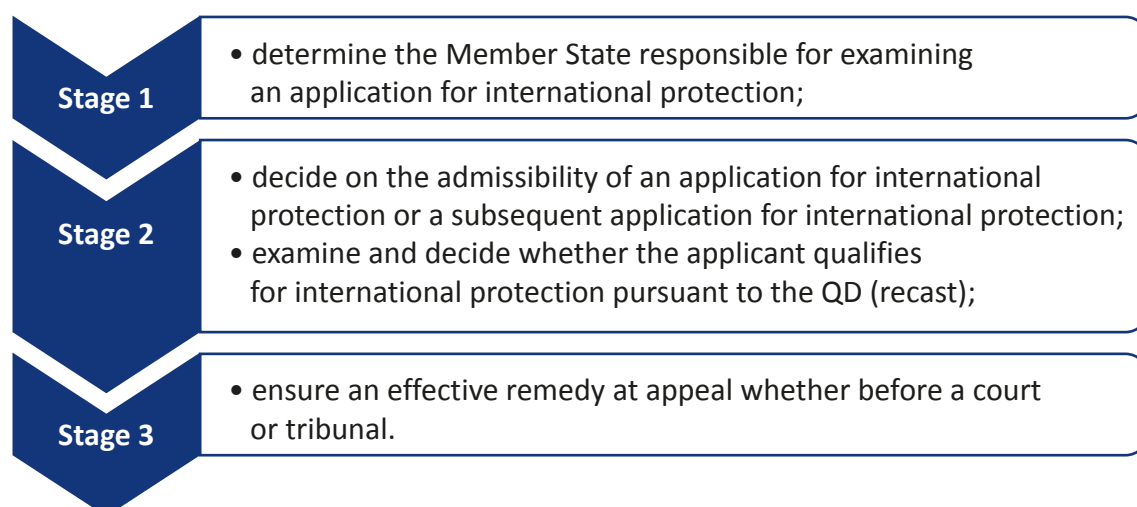 Stage 1
• determine the Member State responsible for examining
an application for international protection;
Stage 2
• decide on the admissibility of an application for international
protection or a subsequent application for international protection;
• examine and decide whether the applicant qualifies
for international protection pursuant to the QD (recast);
Stage 3
• ensure an effective remedy at appeal whether before a court
or tribunal.